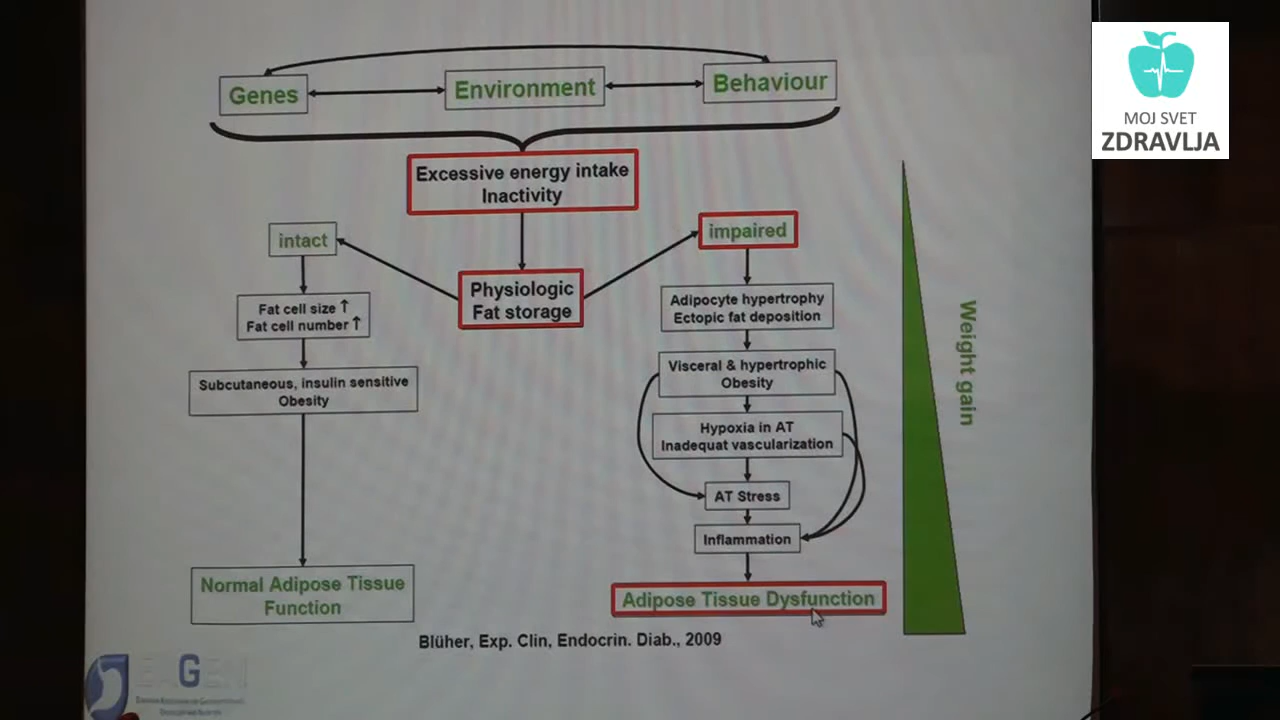 MOJ SVET
ZDRAVLJA
Genes
Environment
Behaviour
Excessive energy intake
Inactivity
intact
impaired
Physiologic
Fat storage
Fat cell size ↑
Fat cell number ↑
Subcutaneous, insulin sensitive
Obesity
Normal Adipose Tissue
Function
Adipocyte hypertrophy
Ectopic fat deposition
Visceral & hypertrophic
Obesity
Hypoxia in AT
Inadequat vascularization
AT Stress
Inflammation
Adipose Tissue Dysfunction
Weight gain
Blüher, Exp. Clin, Endocrin. Diab., 2009